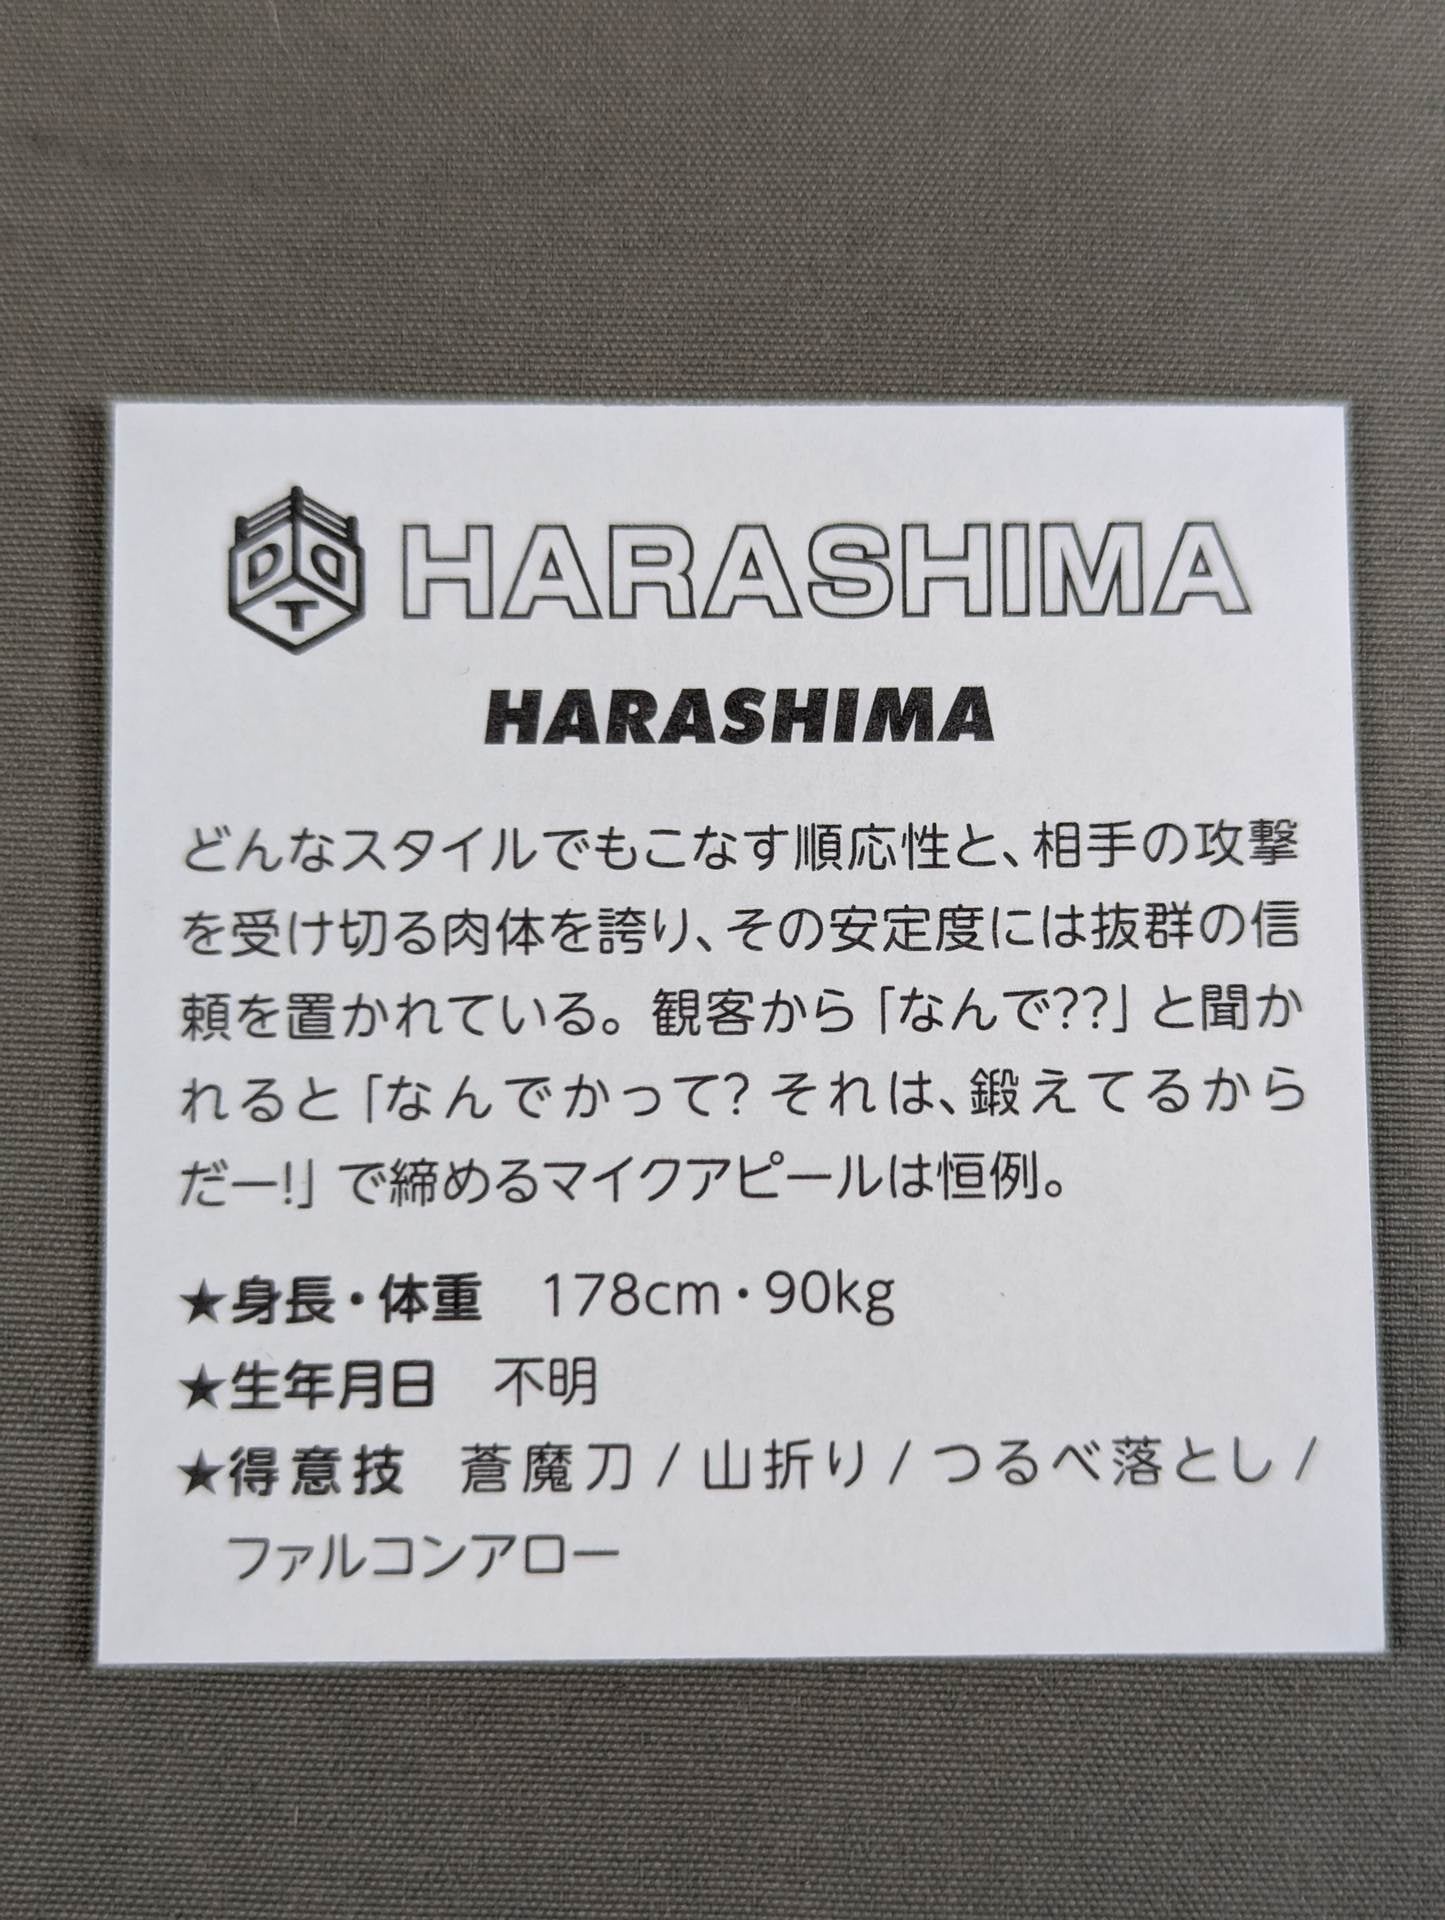 DDT HARASHIMA
HARASHIMA
どんなスタイルでもこなす順応性と、相手の攻撃
を受け切る肉体を誇り、その安定度には抜群の信
頼を置かれている。観客から「なんで??」と聞か
れると「なんでかって? それは、鍛えてるから
だー!」で締めるマイクアピールは恒例。
★身長・体重　178cm・90kg
★生年月日　不明
★得意技　蒼魔刀 / 山折り / つるべ落とし /
ファルコンアロー